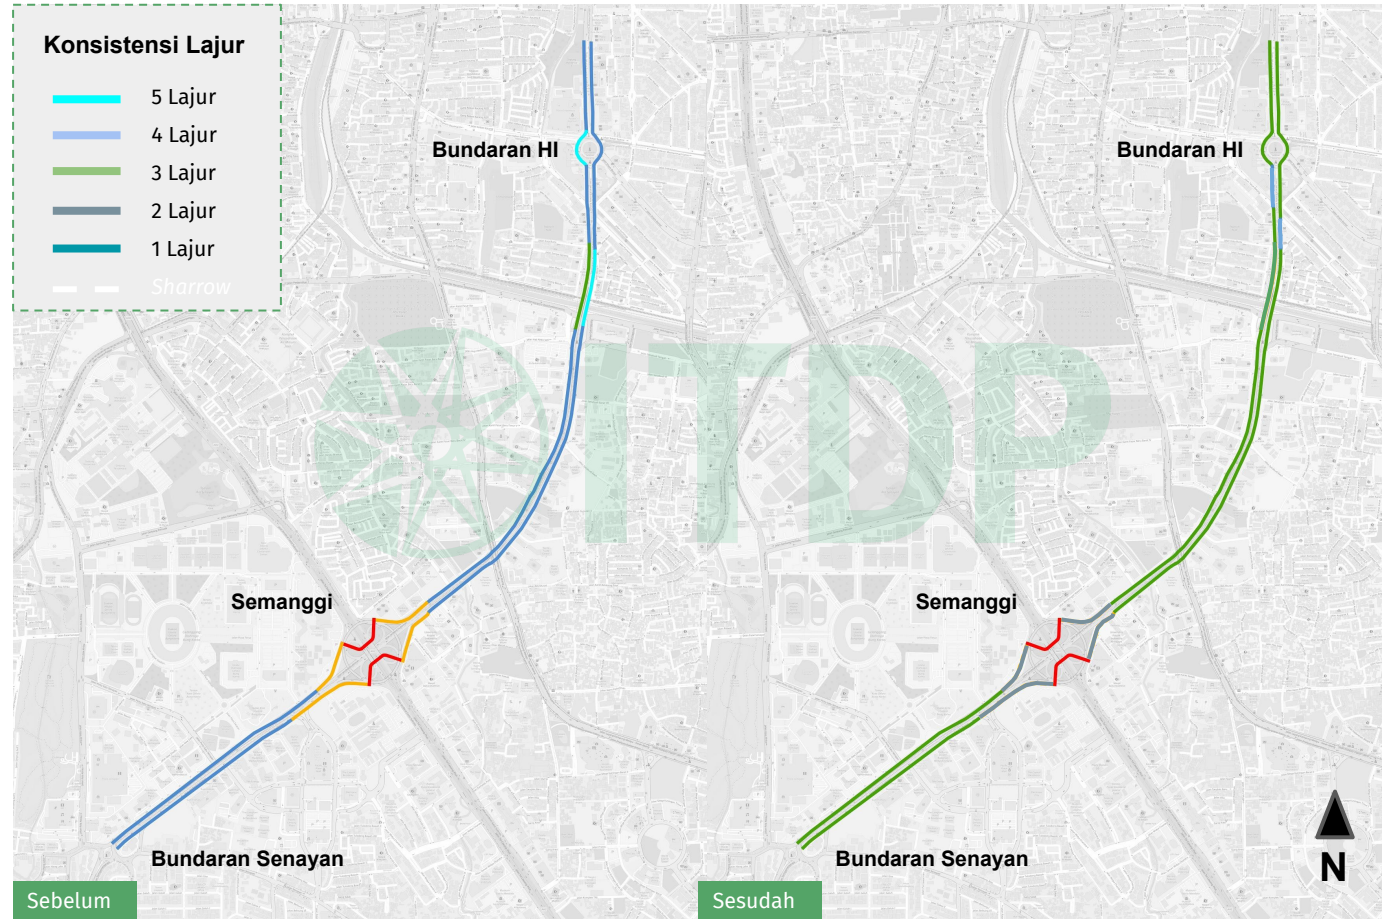 Konsistensi Lajur
5 Lajur
4 Lajur
3 Lajur
2 Lajur
1 Lajur
Sharrow
Bundaran HI
Semanggi
Bundaran Senayan
Sebelum
Bundaran HI
Semanggi
Bundaran Senayan
N
Sesudah
ITDP